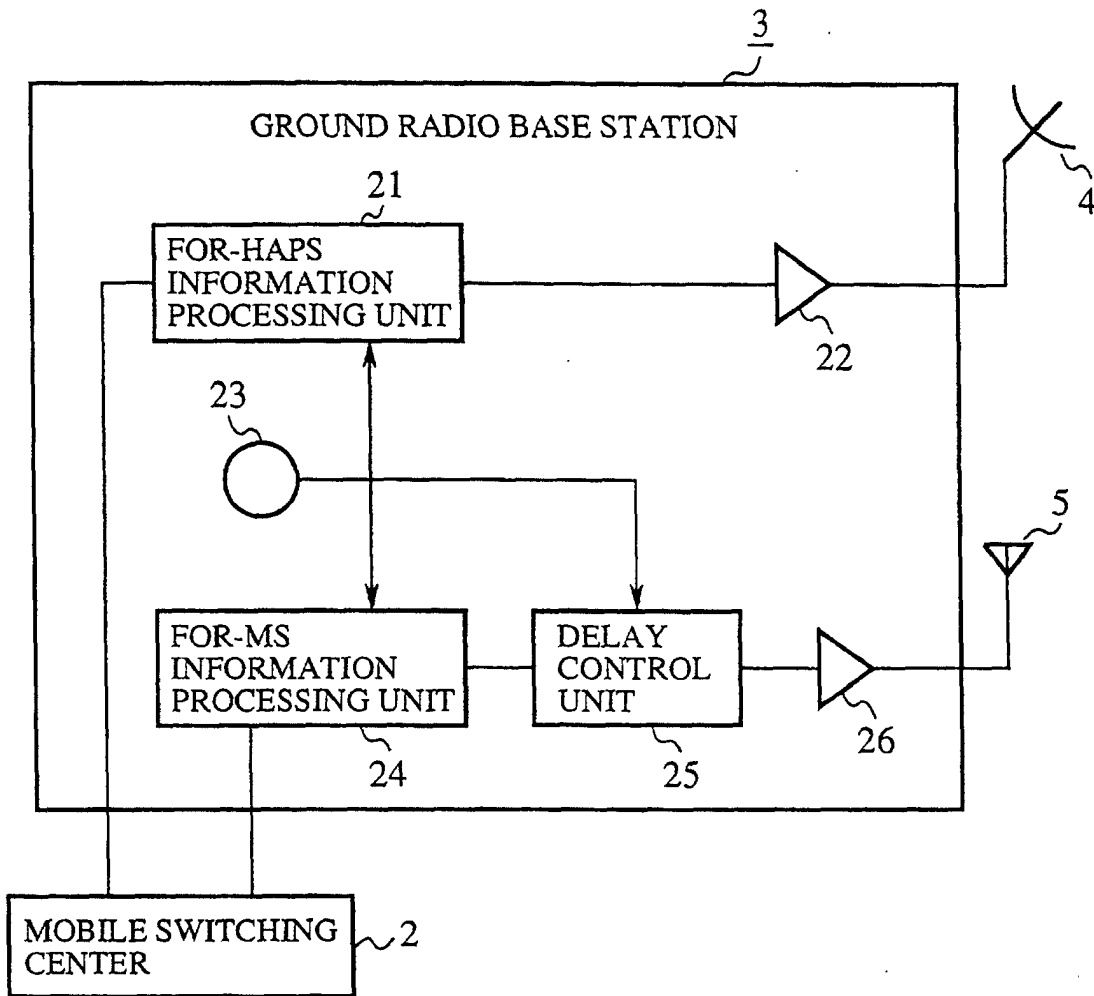 3
GROUND RADIO BASE STATION
4
21
FOR-HAPS
INFORMATION
PROCESSING UNIT
22
23
5
FOR-MS
INFORMATION
PROCESSING UNIT
DELAY
CONTROL
UNIT
24
25
26
MOBILE SWITCHING
CENTER
2